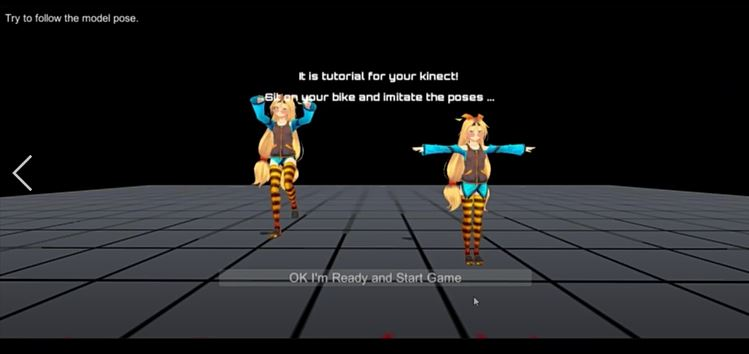 Try to follow the model pose.
It is tutorial for your kinect!
Sit on your bike and imitate the poses ...
OK I'm Ready and Start Game